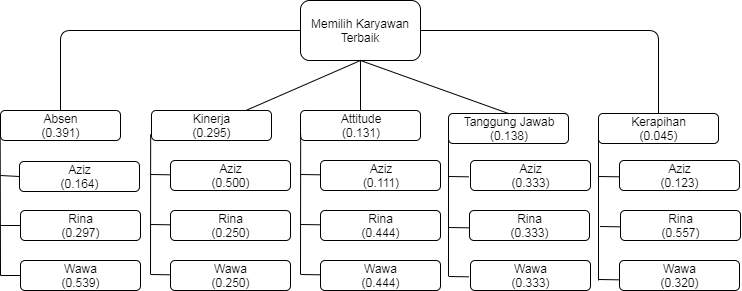 Memilih Karyawan
Terbaik
Absen
(0.391)
Kinerja
(0.295)
Attitude
(0.131)
Tanggung Jawab
(0.138)
Kerapihan
(0.045)
Aziz
(0.164)
Aziz
(0.500)
Aziz
(0.111)
Aziz
(0.333)
Aziz
(0.123)
Rina
(0.297)
Rina
(0.250)
Rina
(0.444)
Rina
(0.333)
Rina
(0.557)
Wawa
(0.539)
Wawa
(0.250)
Wawa
(0.444)
Wawa
(0.333)
Wawa
(0.320)